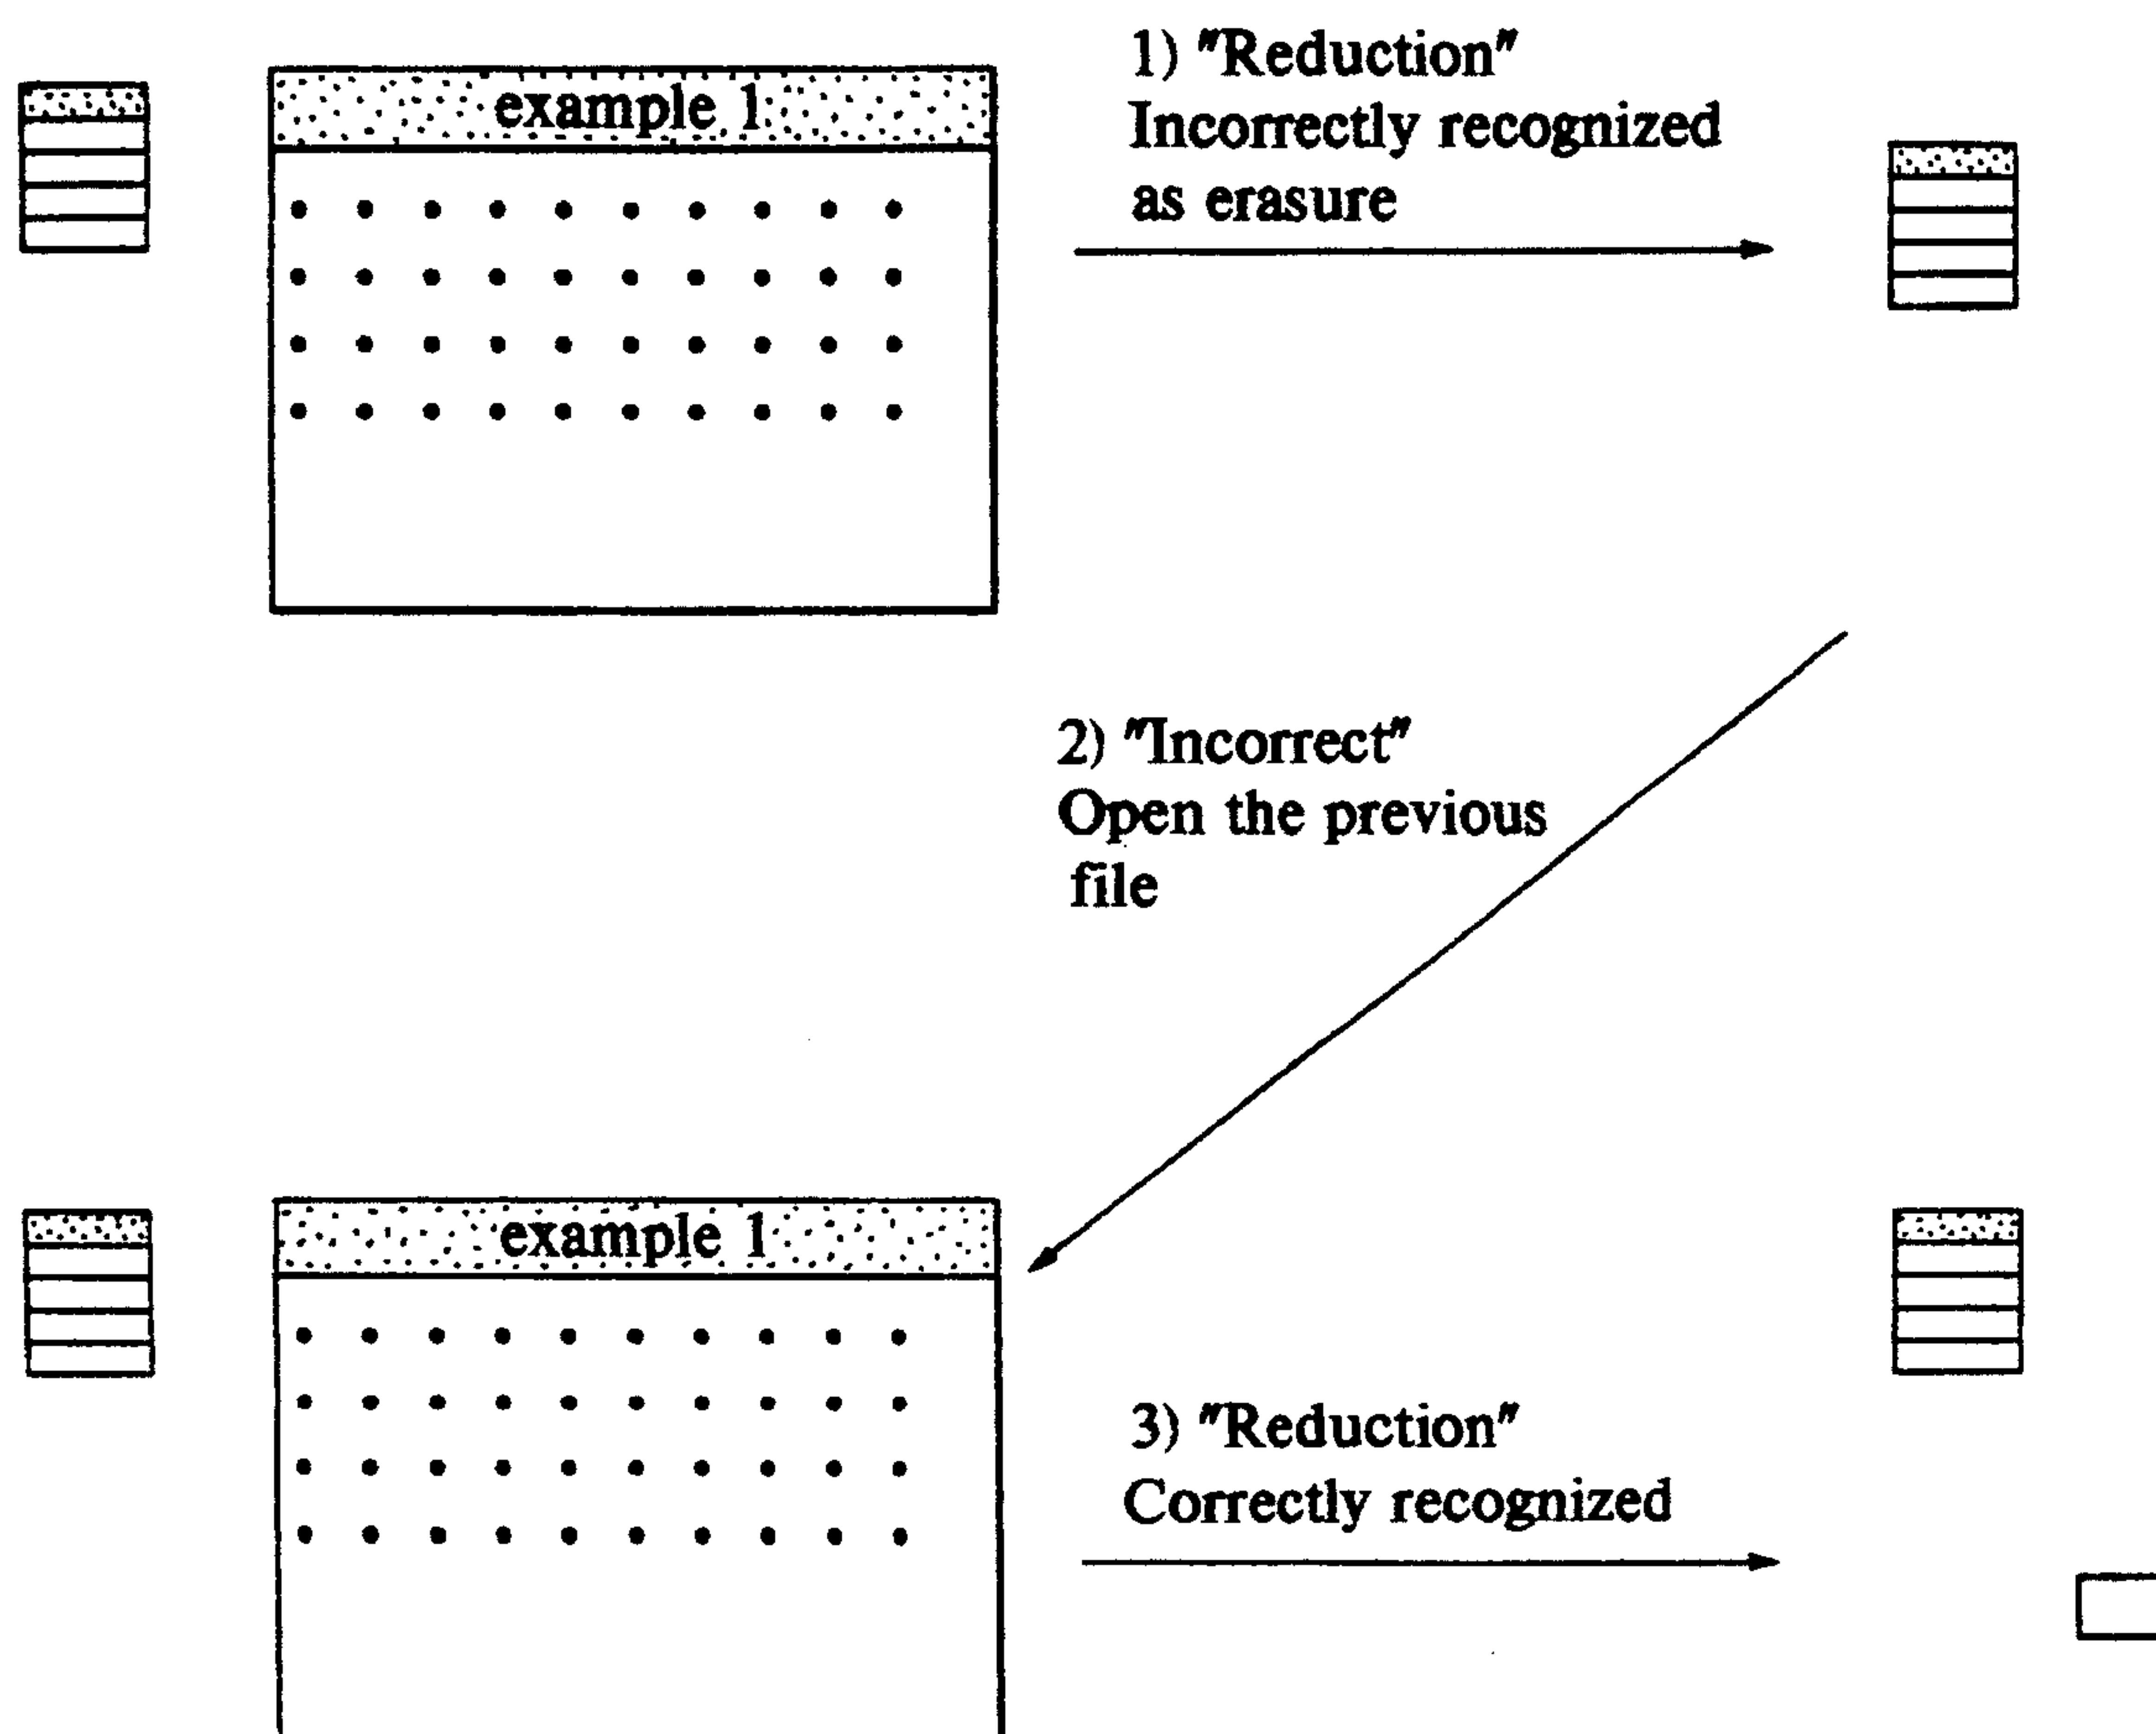 example 1
1) "Reduction"
Incorrectly recognized
as erasure
2) "Incorrect"
Open the previous
file
example 1
3) "Reduction"
Correctly recognized